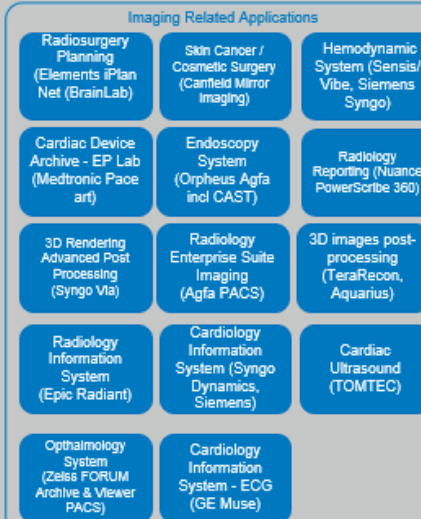 Imaging Related Applications
Radiosurgery
Planning
(Elements iPlan
Net (BrainLab)
Skin Cancer /
Cosmetic Surgery
(Canfield Mirror
Imaging)
Hemodynamic
System (Sensis/
Vibe, Siemens
Syngo)
Cardiac Device
Archive - EP Lab
(Medtronic Pace
art)
Endoscopy
System
(Orpheus Agfa
incl CAST)
Radiology
Reporting (Nuance
PowerScribe 360)
3D Rendering
Advanced Post
Processing
(Syngo Via)
Radiology
Enterprise Suite
Imaging
(Agfa PACS)
3D images post-
processing
(TeraRecon,
Aquarius)
Radiology
Information
System
(Epic Radiant)
Cardiology
Information
System (Syngo
Dynamics,
Siemens)
Cardiac
Ultrasound
(TOMTEC)
Opthalmology
System
(Zeiss FORUM
Archive & Viewer
PACS)
Cardiology
Information
System - ECG
(GE Muse)